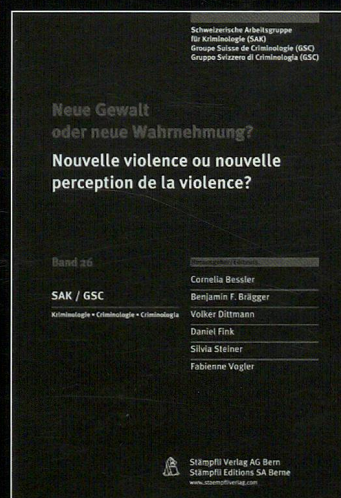 Schweizerische Arbeitsgruppe
für Kriminologie (SAK)
Groupe Suisse de Criminologie (GSC)
Gruppo Svizzero di Criminologia (GSC)
Neue Gewalt
oder neue Wahrnehmung?
Nouvelle violence ou nouvelle
perception de la violence?
Band 26
SAK / GSC
Kriminologie • Criminologie • Criminologia
Herausgeber / Editeurs
Cornelia Bessler
Benjamin F. Brägger
Volker Dittmann
Daniel Fink
Silvia Steiner
Fabienne Vogler
Stämpfli Verlag AG Bern
Stämpfli Editions SA Berne
www.staempfliverlag.com